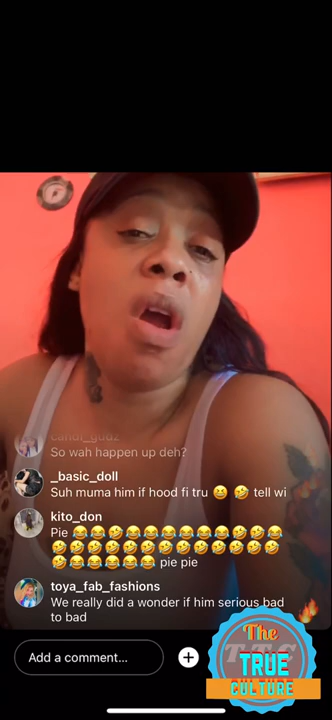 candi_gudz
So wah happen up deh?
_basic_doll
Suh muma him if hood fi tru 😆 🤣 tell wi
kito_don
Pie 😂😂🤣😂😂😂😂😂😂🤣🤣😂
🤣🤣🤣🤣🤣🤣🤣🤣🤣🤣🤣🤣
🤣😂😂😂😂😂 pie pie
toya_fab_fashions
We really did a wonder if him serious bad
to bad
Add a comment...
The
TRUE
CULTURE